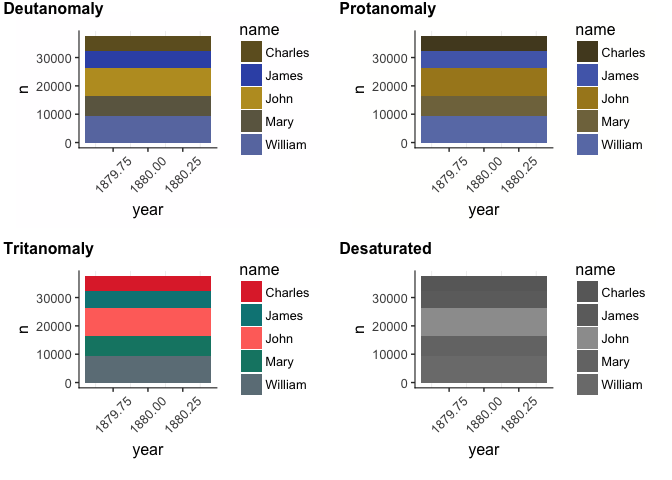 Deutanomaly
name
Charles
James
John
Mary
William
30000
20000
10000
0
n
1879.75
1880.00
1880.25
year
Protanomaly
name
Charles
James
John
Mary
William
30000
20000
10000
0
n
1879.75
1880.00
1880.25
year
Tritanomaly
name
Charles
James
John
Mary
William
30000
20000
10000
0
n
1879.75
1880.00
1880.25
year
Desaturated
name
Charles
James
John
Mary
William
30000
20000
10000
0
n
1879.75
1880.00
1880.25
year